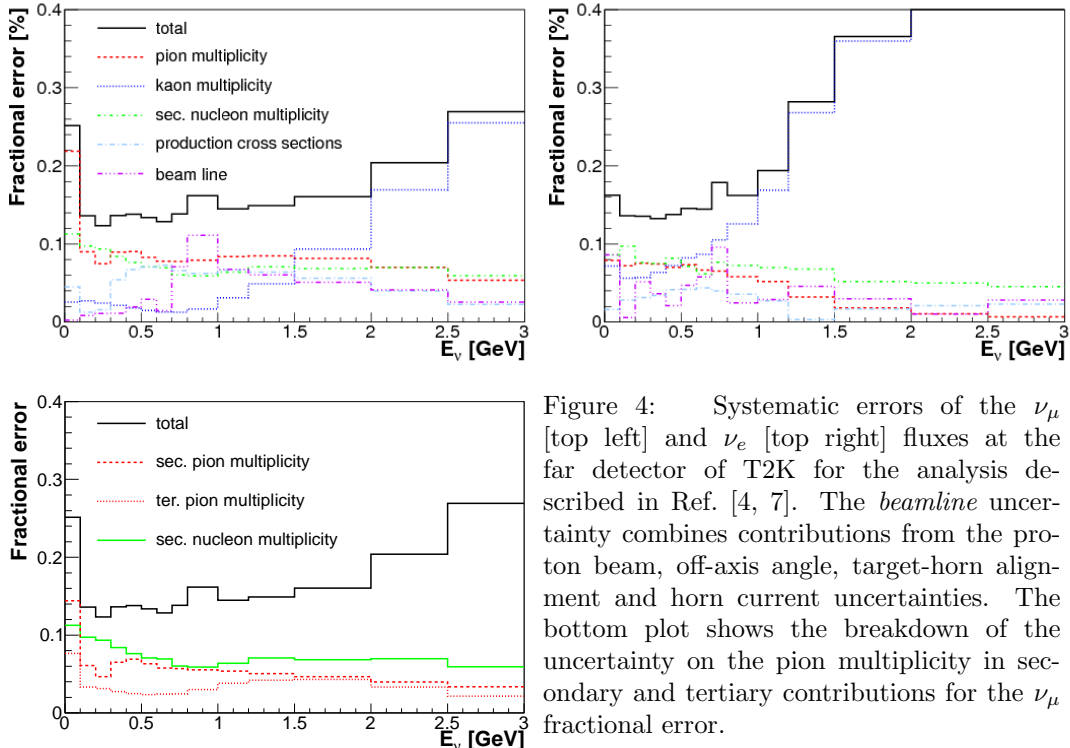 Fractional error [%]
0.4
0.3
0.2
0.1
0
total
pion multiplicity
kaon multiplicity
sec. nucleon multiplicity
production cross sections
beam line
0 0.5 1 1.5 2 2.5 3
Eν [GeV]
Fractional error [%]
0.4
0.3
0.2
0.1
0
0 0.5 1 1.5 2 2.5 3
Eν [GeV]
Fractional error
0.4
0.3
0.2
0.1
0
total
sec. pion multiplicity
ter. pion multiplicity
sec. nucleon multiplicity
0 0.5 1 1.5 2 2.5 3
Eν [GeV]
Figure 4: Systematic errors of the νμ
[top left] and νe [top right] fluxes at the
far detector of T2K for the analysis de-
scribed in Ref. [4, 7]. The beamline uncer-
tainty combines contributions from the pro-
ton beam, off-axis angle, target-horn align-
ment and horn current uncertainties. The
bottom plot shows the breakdown of the
uncertainty on the pion multiplicity in sec-
ondary and tertiary contributions for the νμ
fractional error.